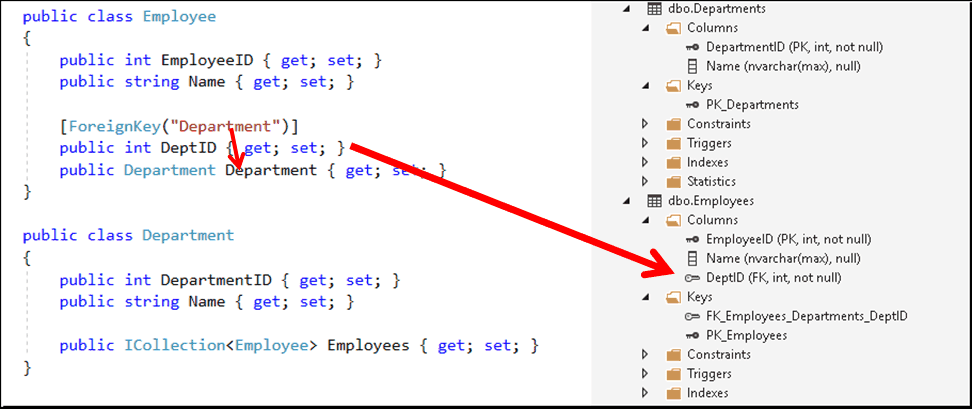 public class Employee
{
public int EmployeeID { get; set; }
public string Name { get; set; }
[ForeignKey("Department")]
public int DeptID { get; set; }
public Department Department { get; set; }
}
public class Department
{
public int DepartmentID { get; set; }
public string Name { get; set; }
public ICollection<Employee> Employees { get; set; }
}
dbo.Departments
Columns
DepartmentID (PK, int, not null)
Name (nvarchar(max), null)
Keys
PK_Departments
Constraints
Triggers
Indexes
Statistics
dbo.Employees
Columns
EmployeeID (PK, int, not null)
Name (nvarchar(max), null)
DeptID (FK, int, not null)
Keys
FK_Employees_Departments_DeptID
PK_Employees
Constraints
Triggers
Indexes